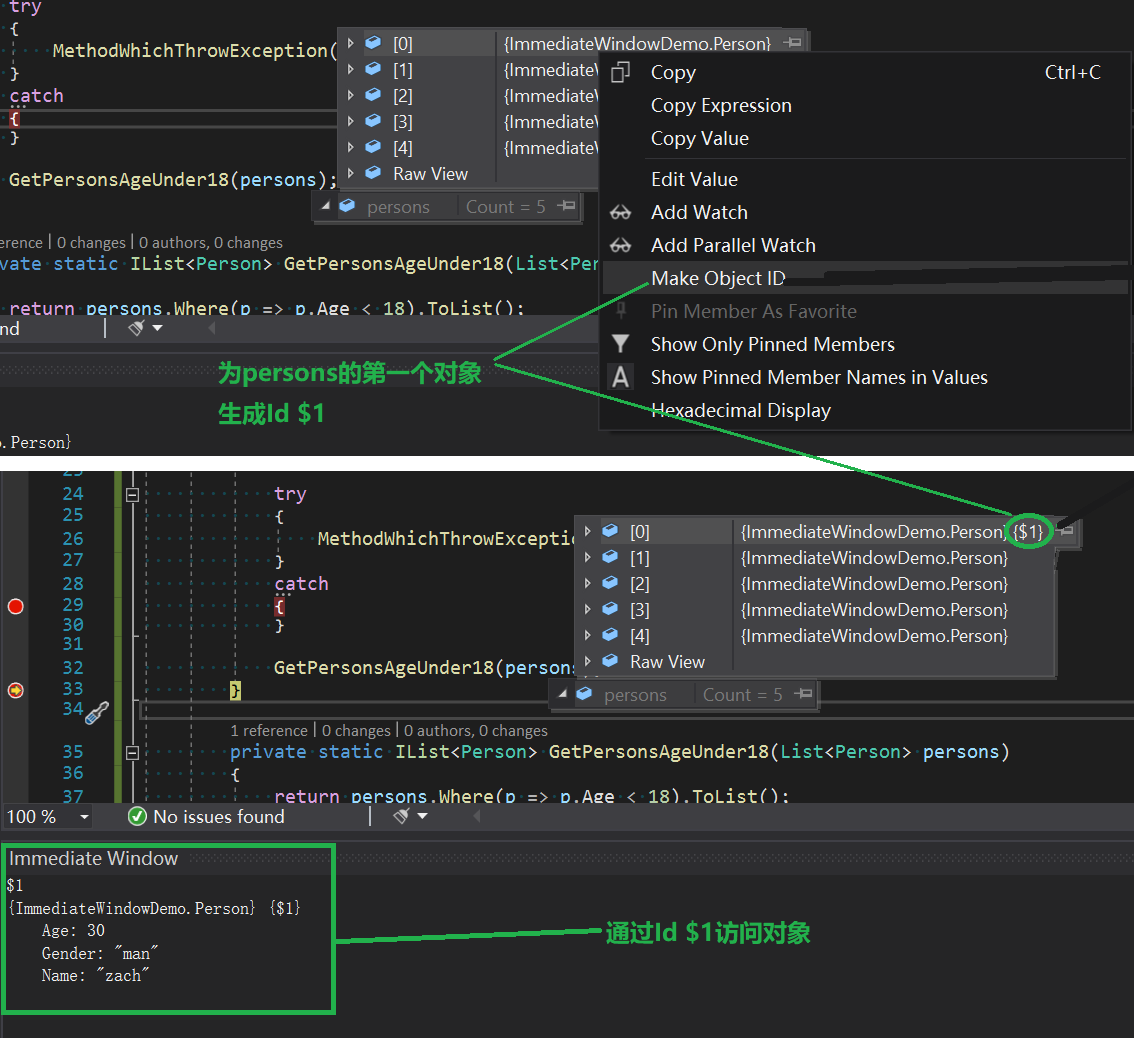 try
{
MethodWhichThrowException(
}
catch
{
}
GetPersonsAgeUnder18(persons);
[0] {ImmediateWindowDemo.Person}
[1] {ImmediateW
[2] {ImmediateW
[3] {ImmediateW
[4] {ImmediateW
Raw View
persons Count = 5
Copy Ctrl+C
Copy Expression
Copy Value
Edit Value
Add Watch
Add Parallel Watch
Make Object ID
Pin Member As Favorite
Show Only Pinned Members
Show Pinned Member Names in Values
Hexadecimal Display
erence | 0 changes | 0 authors, 0 changes
vate static IList<Person> GetPersonsAgeUnder18(List<Per
return persons.Where(p => p.Age < 18).ToList();
nd
为persons的第一个对象
生成Id $1
.Person}
24 try
25 {
26 MethodWhichThrowExceptio
27 }
28 catch
29 {
30 }
31
32 GetPersonsAgeUnder18(persons
33 }
34
[0] {ImmediateWindowDemo.Person} {$1}
[1] {ImmediateWindowDemo.Person}
[2] {ImmediateWindowDemo.Person}
[3] {ImmediateWindowDemo.Person}
[4] {ImmediateWindowDemo.Person}
Raw View
persons Count = 5
1 reference | 0 changes | 0 authors, 0 changes
35 private static IList<Person> GetPersonsAgeUnder18(List<Person> persons)
36 {
37 return persons.Where(p => p.Age < 18).ToList();
100 % No issues found
Immediate Window
$1
{ImmediateWindowDemo.Person} {$1}
Age: 30
Gender: "man"
Name: "zach"
通过Id $1访问对象